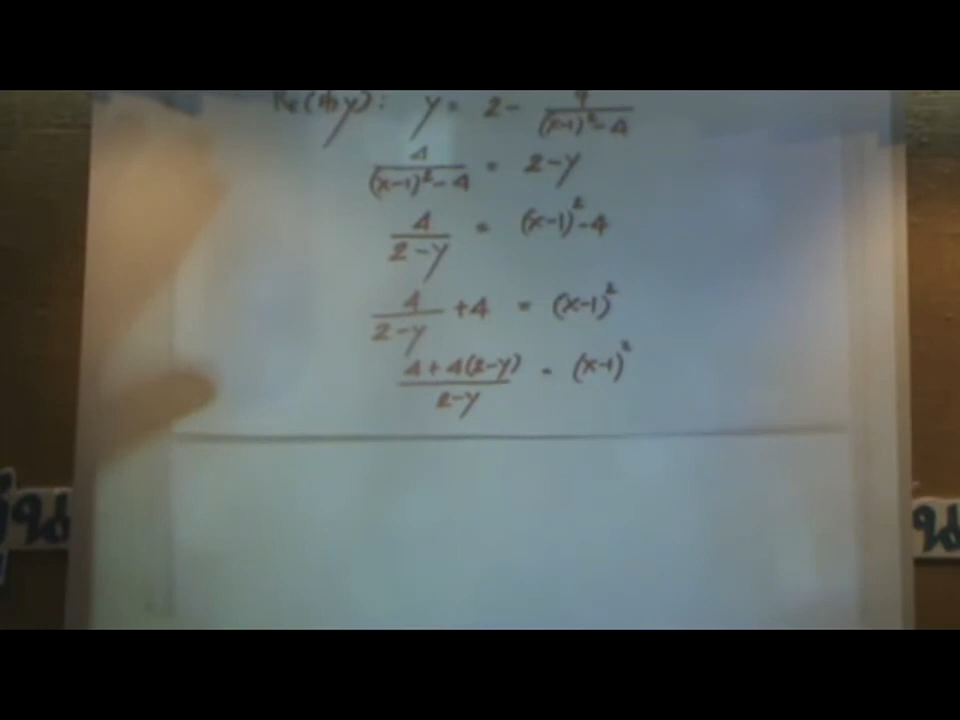 y = 2 - 4/((x-1)² - 4)
4/((x-1)² - 4) = 2 - y
4/(2-y) = (x-1)² - 4
4/(2-y) + 4 = (x-1)²
(4 + 4(2-y))/(2-y) = (x-1)²